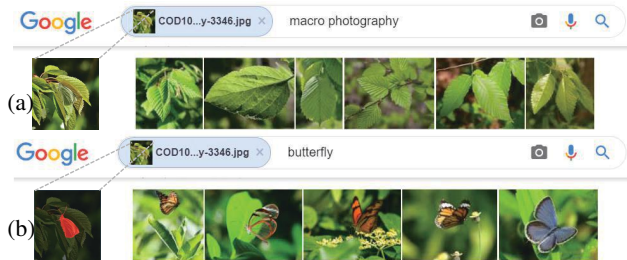 Google COD10...y-3346.jpg × macro photography
(a)
Google COD10...y-3346.jpg × butterfly
(b)